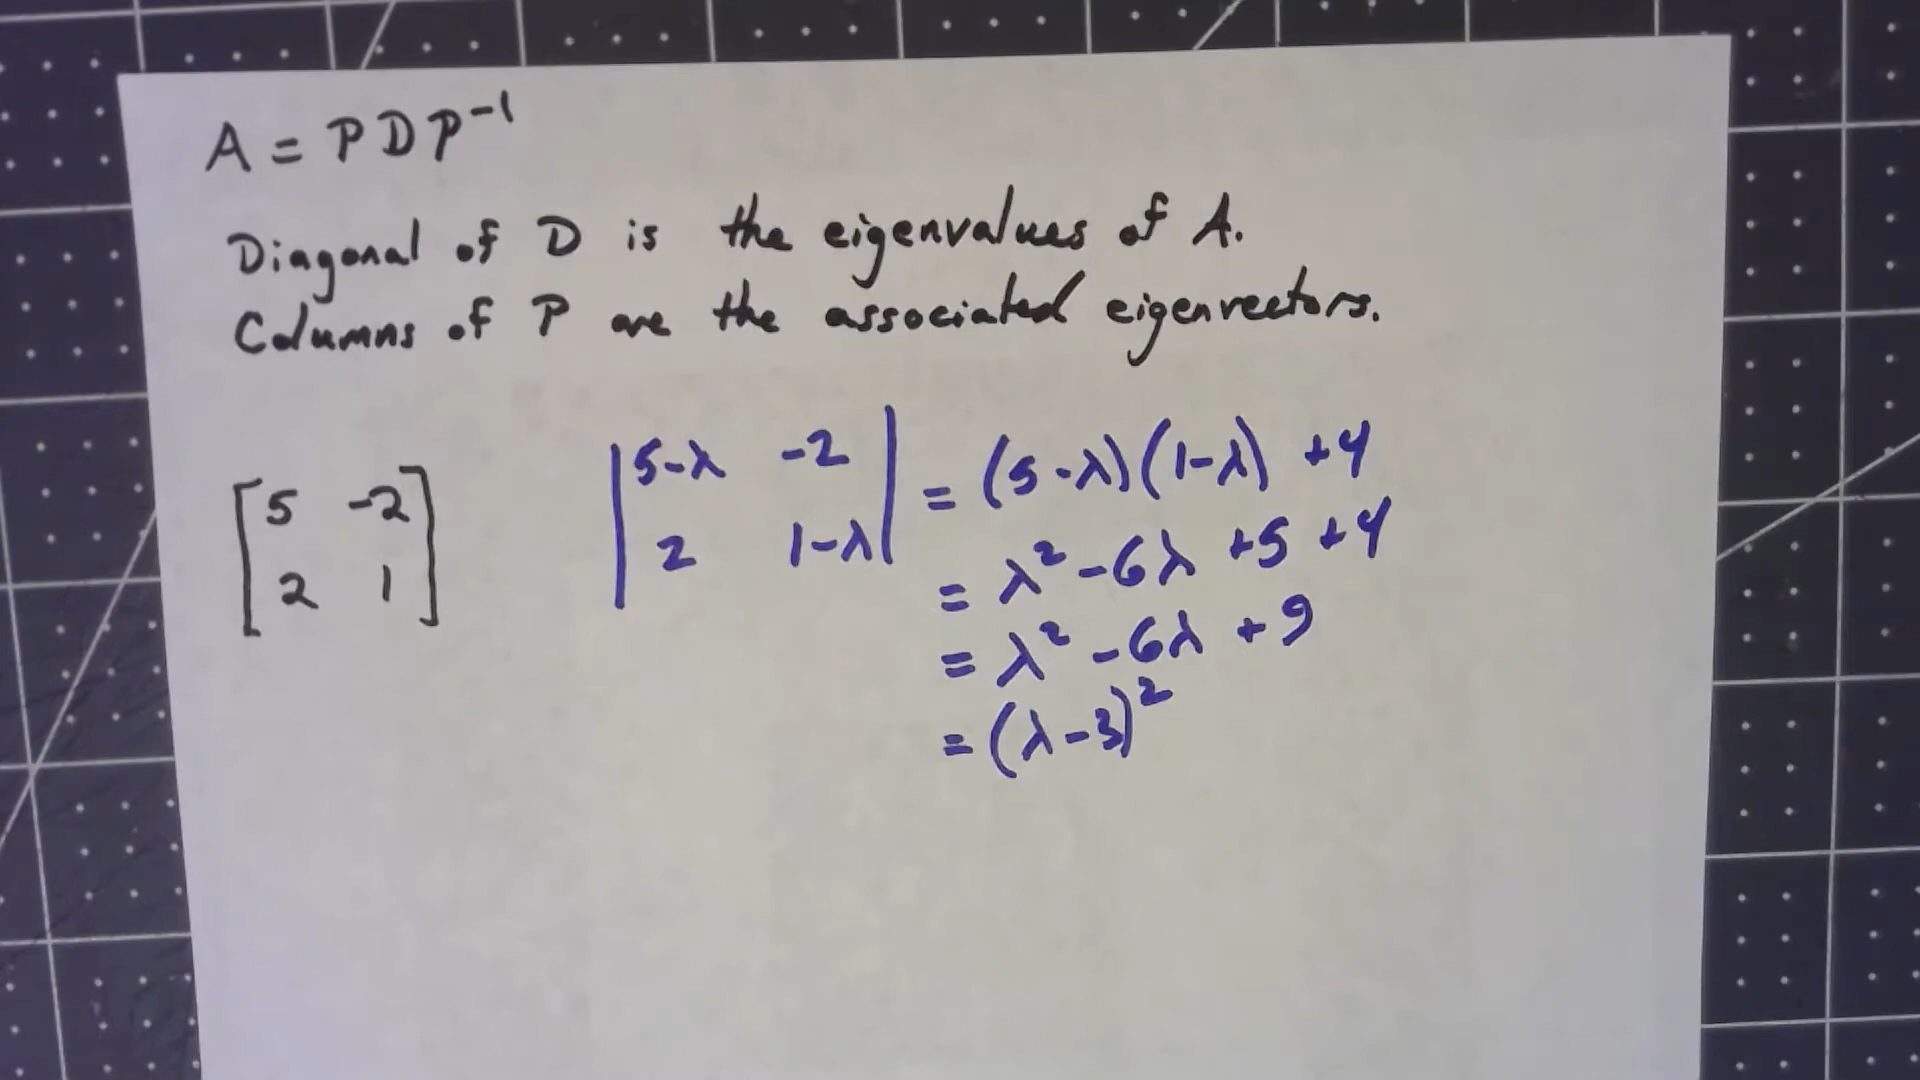 A = PDP⁻¹
Diagonal of D is the eigenvalues of A.
Columns of P are the associated eigenvectors.
[5 -2]
[2 1]
|5-λ -2|
|2 1-λ|
= (5-λ)(1-λ) +4
= λ² -6λ +5 +4
= λ² -6λ +9
= (λ-3)²